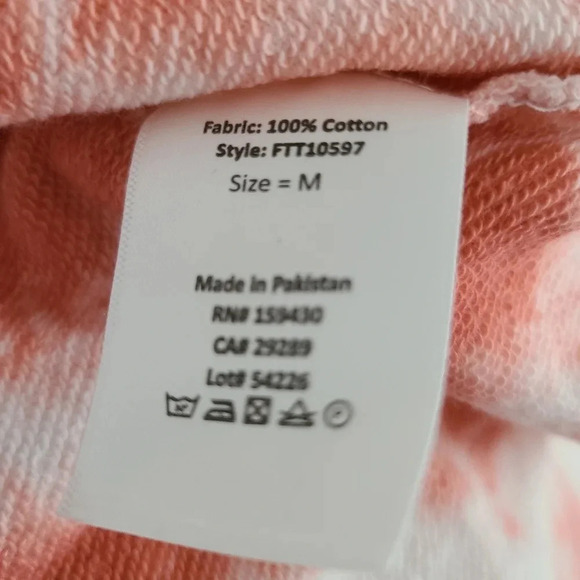 Fabric: 100% Cotton
Style: FTT10597
Size = M
Made in Pakistan
RN# 159430
CA# 29289
Lot# 54226